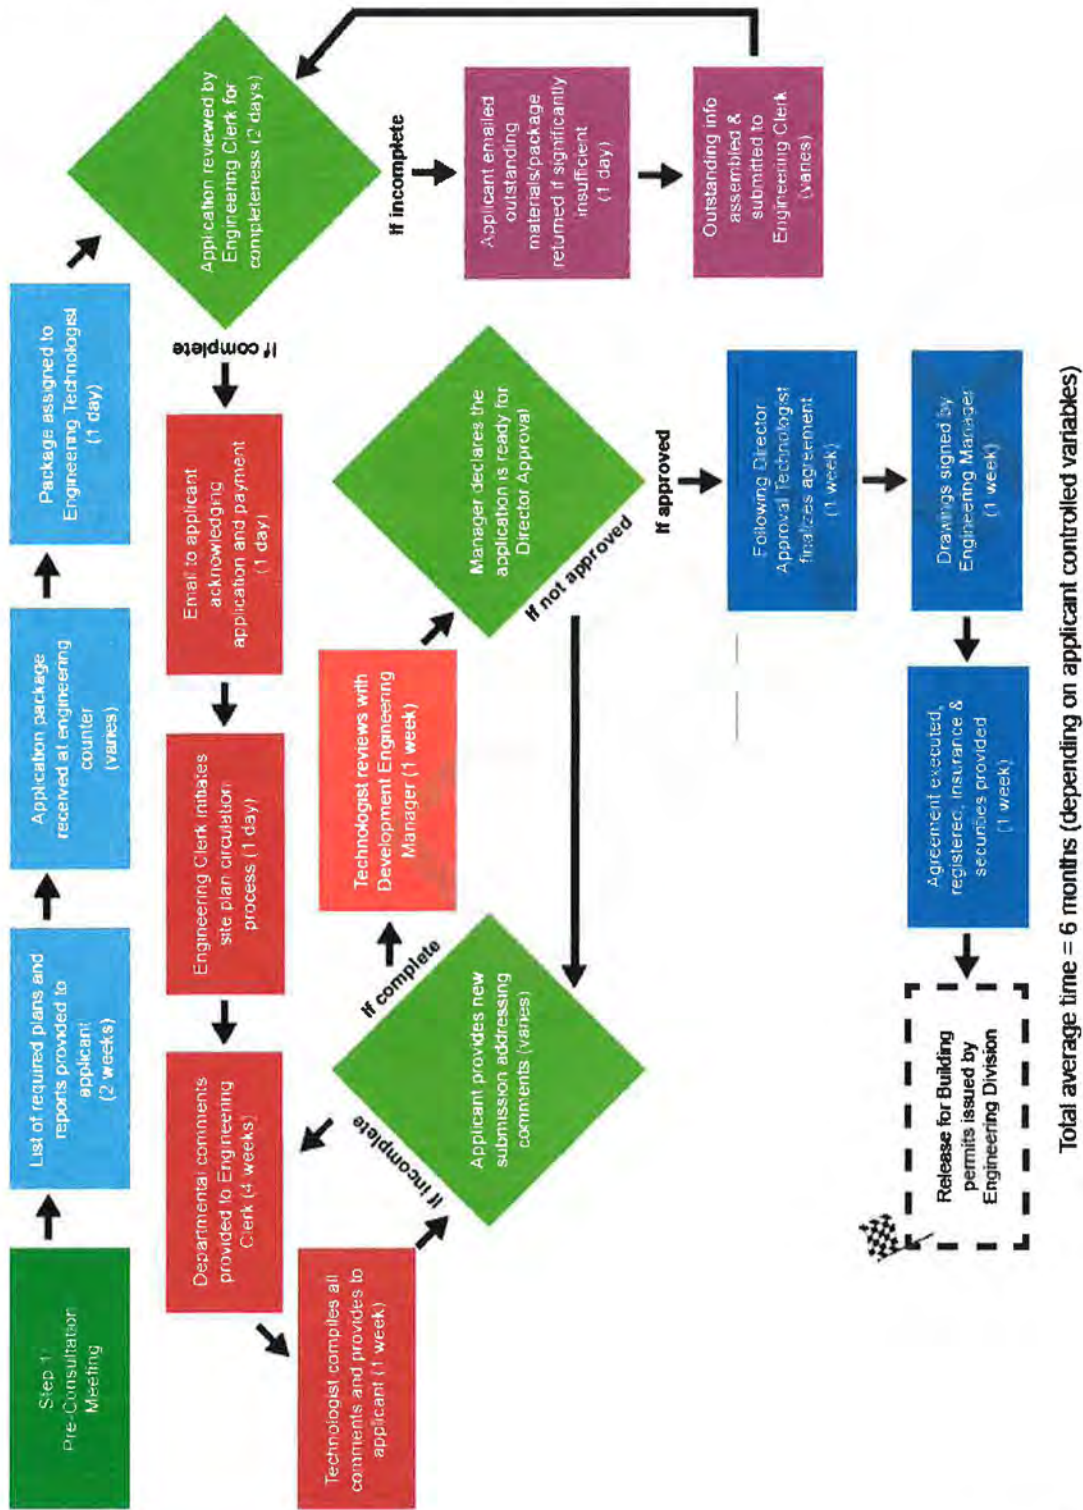 Step 1:
Pre-Consultation
Meeting
List of required plans and
reports provided to
applicant
(2 weeks)
Application package
received at engineering
counter
(varies)
Package assigned to
Engineering Technologist
(1 day)
Application reviewed by
Engineering Clerk for
completeness (2 days)
If incomplete
Applicant emailed
outstanding
materials/package
returned if significantly
insufficient
(1 day)
Outstanding info
assembled &
submitted to
Engineering Clerk
(varies)
If complete
Email to applicant
acknowledging
application and payment
(1 day)
Engineering Clerk initiates
site plan circulation
process (1 day)
Departmental comments
provided to Engineering
Clerk (4 weeks)
Technologist compiles all
comments and provides to
applicant (1 week)
If incomplete
Applicant provides new
submission addressing
comments (varies)
If complete
Technologist reviews with
Development Engineering
Manager (1 week)
Manager declares the
application is ready for
Director Approval
If not approved
If approved
Following Director
Approval Technologist
finalizes agreement
(1 week)
Drawings signed by
Engineering Manager
(1 week)
Agreement executed,
registered, insurance &
securities provided
(1 week)
Release for Building
permits issued by
Engineering Division
Total average time = 6 months (depending on applicant controlled variables)